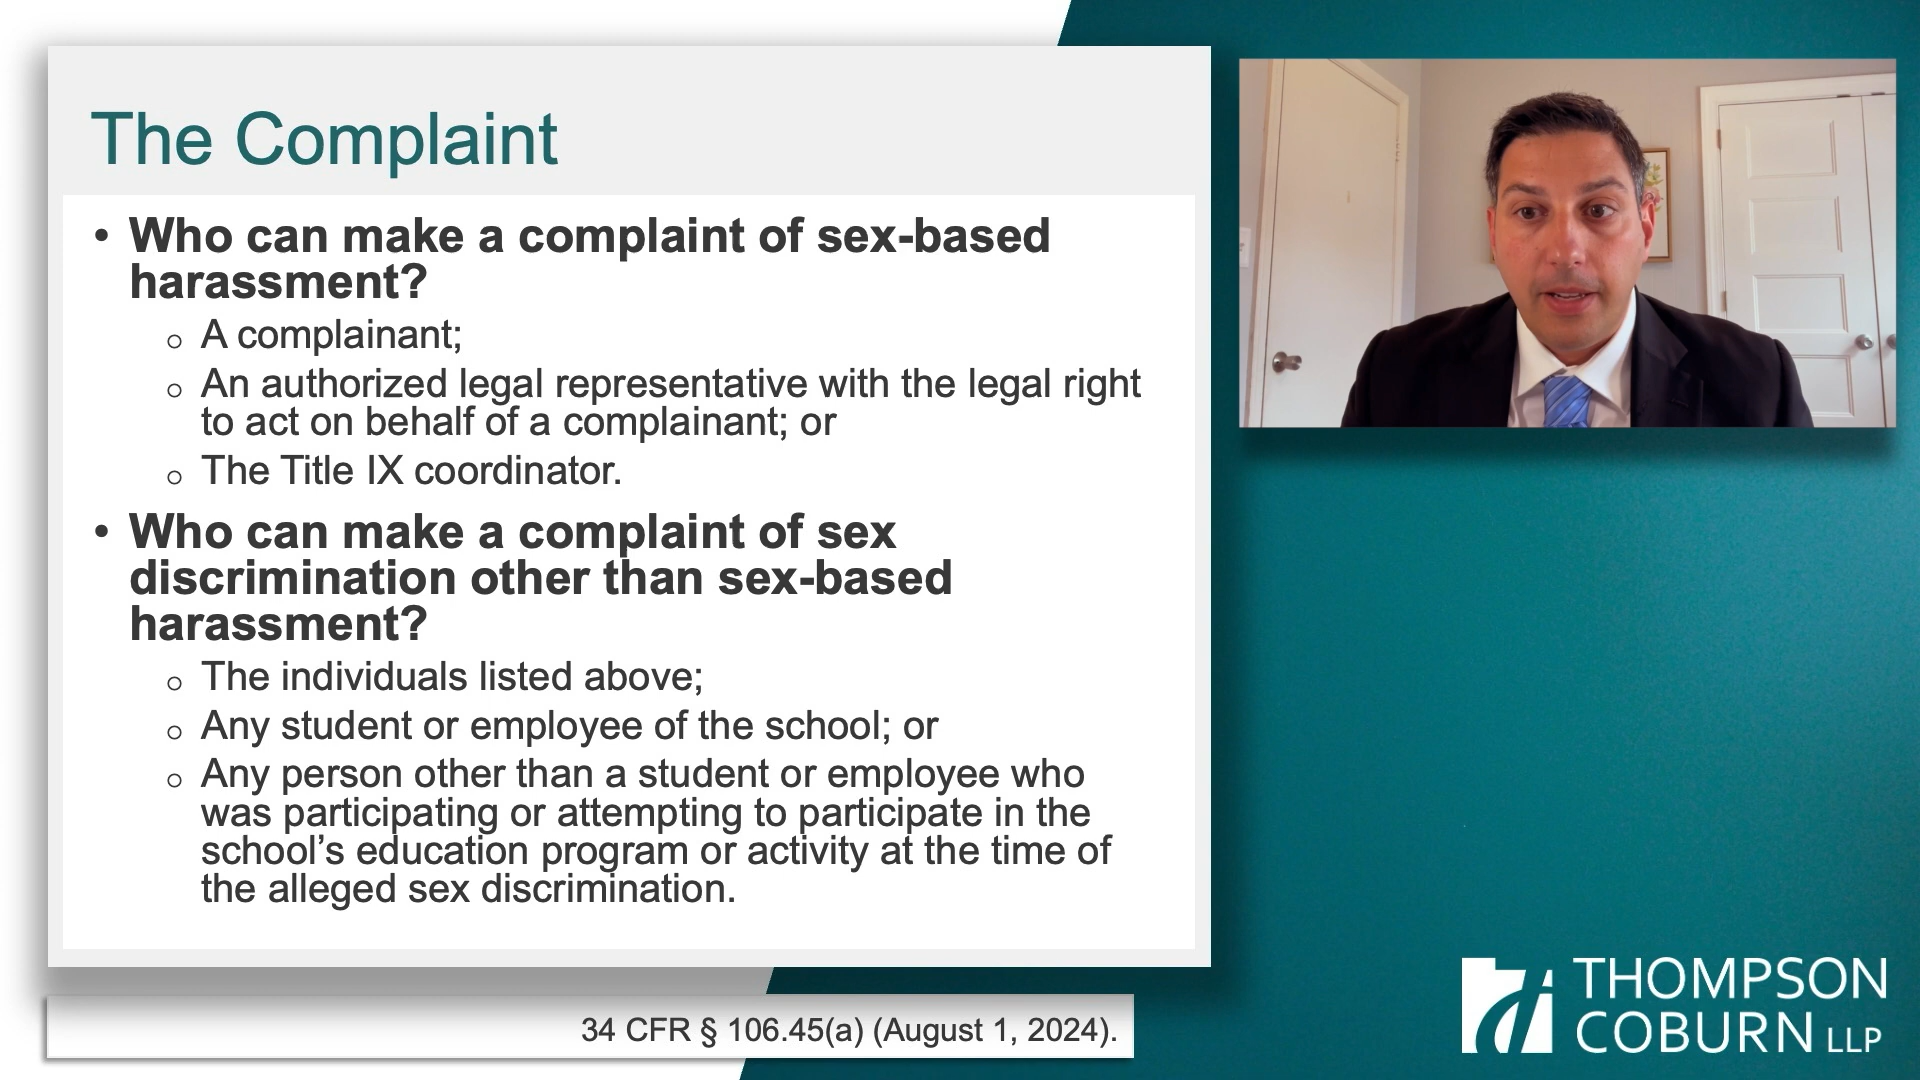 The Complaint
• Who can make a complaint of sex-based
harassment?
○ A complainant;
○ An authorized legal representative with the legal right
to act on behalf of a complainant; or
○ The Title IX coordinator.
• Who can make a complaint of sex
discrimination other than sex-based
harassment?
○ The individuals listed above;
○ Any student or employee of the school; or
○ Any person other than a student or employee who
was participating or attempting to participate in the
school’s education program or activity at the time of
the alleged sex discrimination.
34 CFR § 106.45(a) (August 1, 2024).
THOMPSON
COBURN LLP